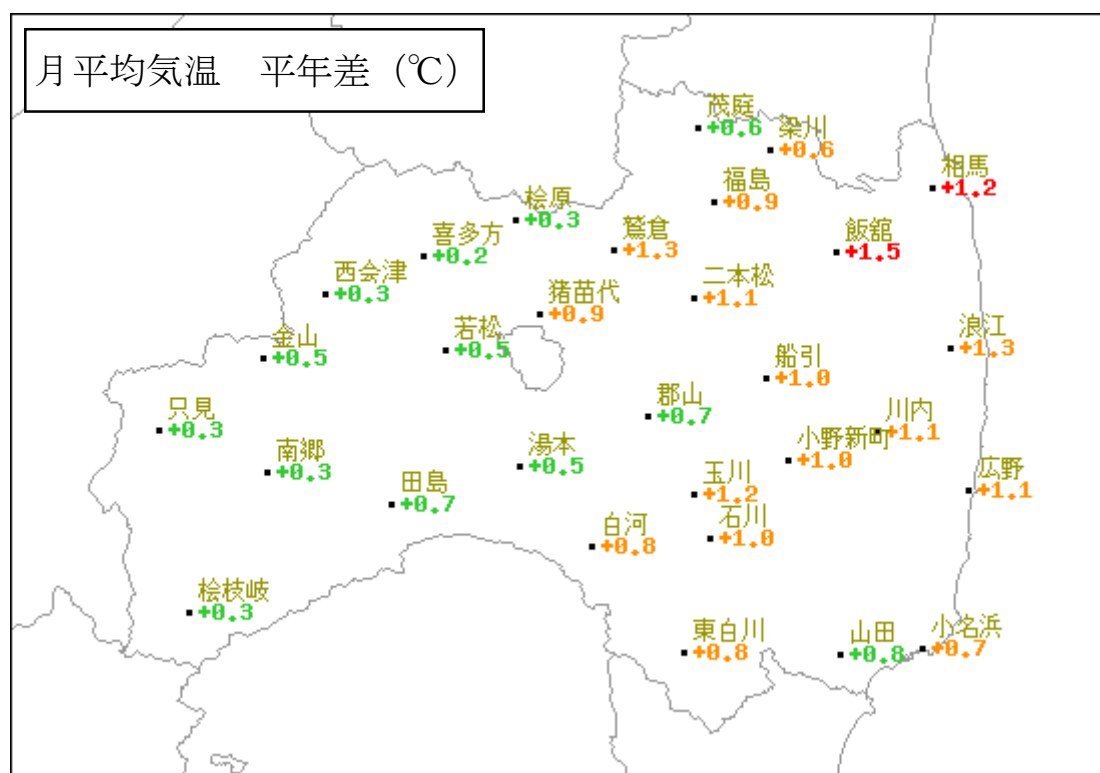 月平均気温　平年差（℃）
茂庭
+0.6
梁川
+0.6
相馬
+1.2
福島
+0.9
桧原
+0.3
鷲倉
+1.3
飯舘
+1.5
喜多方
+0.2
西会津
+0.3
猪苗代
+0.9
二本松
+1.1
金山
+0.5
若松
+0.5
浪江
+1.3
船引
+1.0
只見
+0.3
郡山
+0.7
川内
+1.1
南郷
+0.3
湯本
+0.5
小野新町
+1.0
田島
+0.7
玉川
+1.2
広野
+1.1
白河
+0.8
石川
+1.0
桧枝岐
+0.3
東白川
+0.8
山田
+0.8
小名浜
+0.7